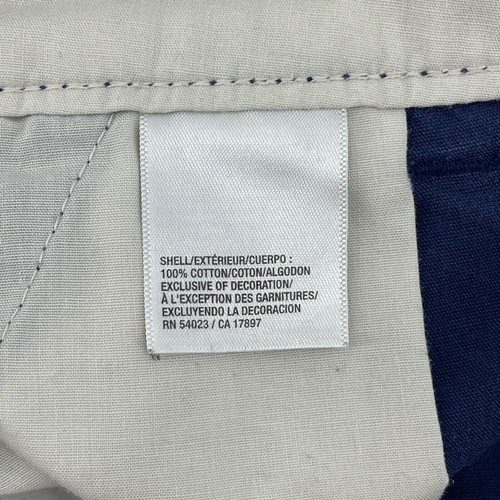 SHELL/EXTÉRIEUR/CUERPO :
100% COTTON/COTON/ALGODON
EXCLUSIVE OF DECORATION/
À L'EXCEPTION DES GARNITURES/
EXCLUYENDO LA DECORACION
RN 54023 / CA 17897